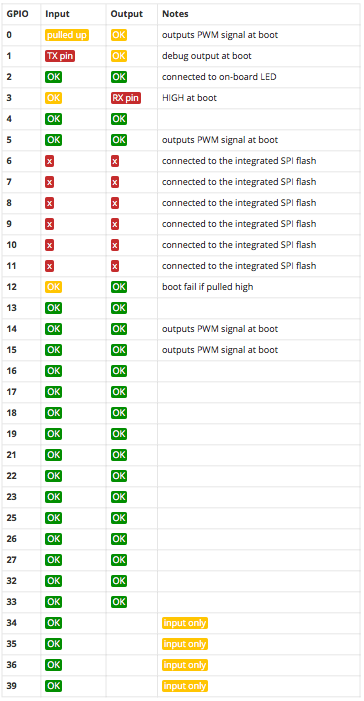 GPIO Input Output Notes
0 pulled up OK outputs PWM signal at boot
1 TX pin OK debug output at boot
2 OK OK connected to on-board LED
3 OK RX pin HIGH at boot
4 OK OK
5 OK OK outputs PWM signal at boot
6 x x connected to the integrated SPI flash
7 x x connected to the integrated SPI flash
8 x x connected to the integrated SPI flash
9 x x connected to the integrated SPI flash
10 x x connected to the integrated SPI flash
11 x x connected to the integrated SPI flash
12 OK OK boot fail if pulled high
13 OK OK
14 OK OK outputs PWM signal at boot
15 OK OK outputs PWM signal at boot
16 OK OK
17 OK OK
18 OK OK
19 OK OK
21 OK OK
22 OK OK
23 OK OK
25 OK OK
26 OK OK
27 OK OK
32 OK OK
33 OK OK
34 OK input only
35 OK input only
36 OK input only
39 OK input only